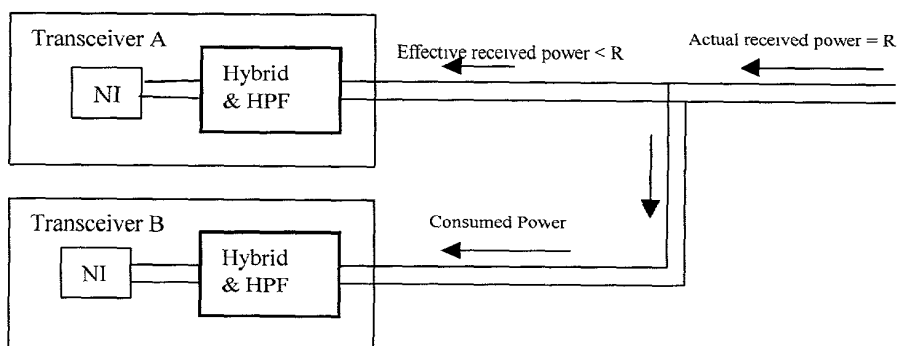 Transceiver A
NI
Hybrid
& HPF
Effective received power < R
Actual received power = R
Transceiver B
NI
Hybrid
& HPF
Consumed Power